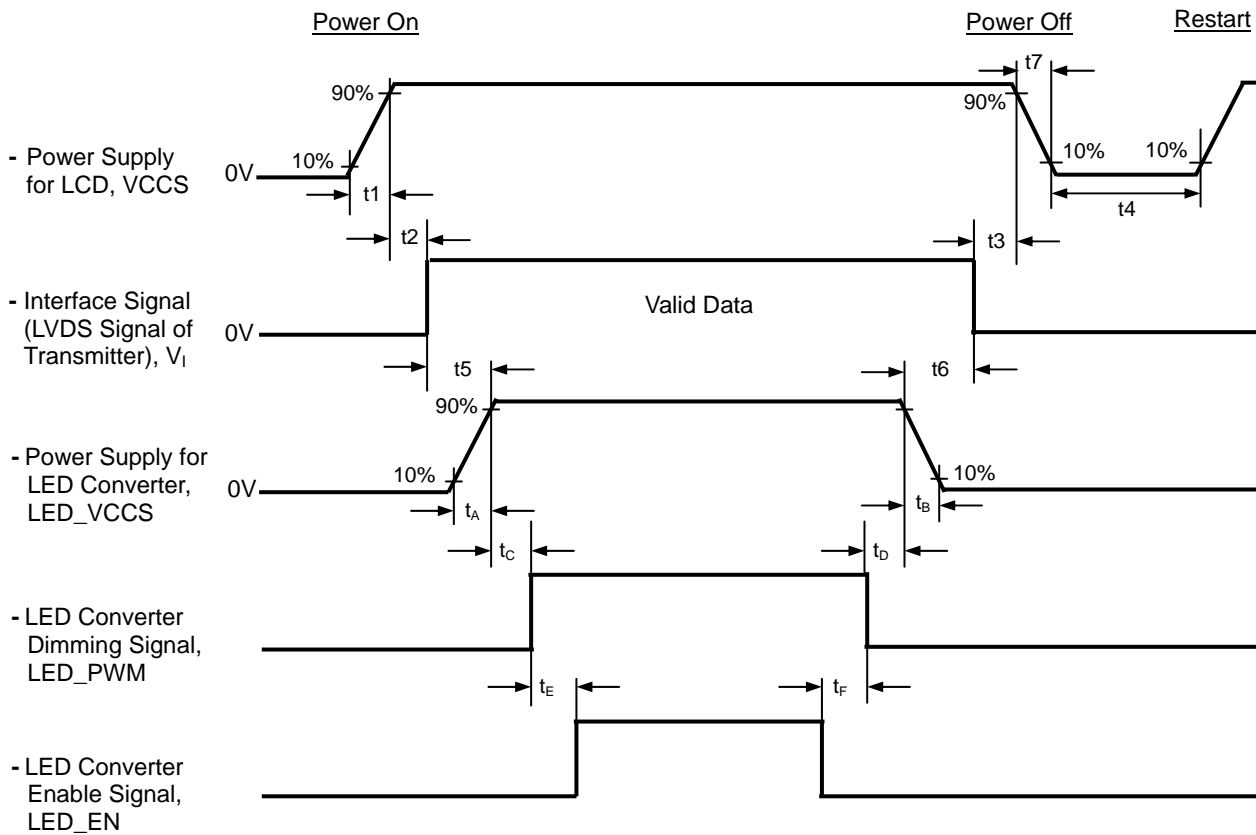 Power On
Power Off
Restart
t7
90%
90%
- Power Supply
for LCD, VCCS
0V
10%
10%
10%
t1
t4
t2
t3
- Interface Signal
(LVDS Signal of
Transmitter), VI
0V
Valid Data
t5
t6
90%
- Power Supply for
LED Converter,
LED_VCCS
0V
10%
10%
tA
tB
tC
tD
- LED Converter
Dimming Signal,
LED_PWM
tE
tF
- LED Converter
Enable Signal,
LED_EN